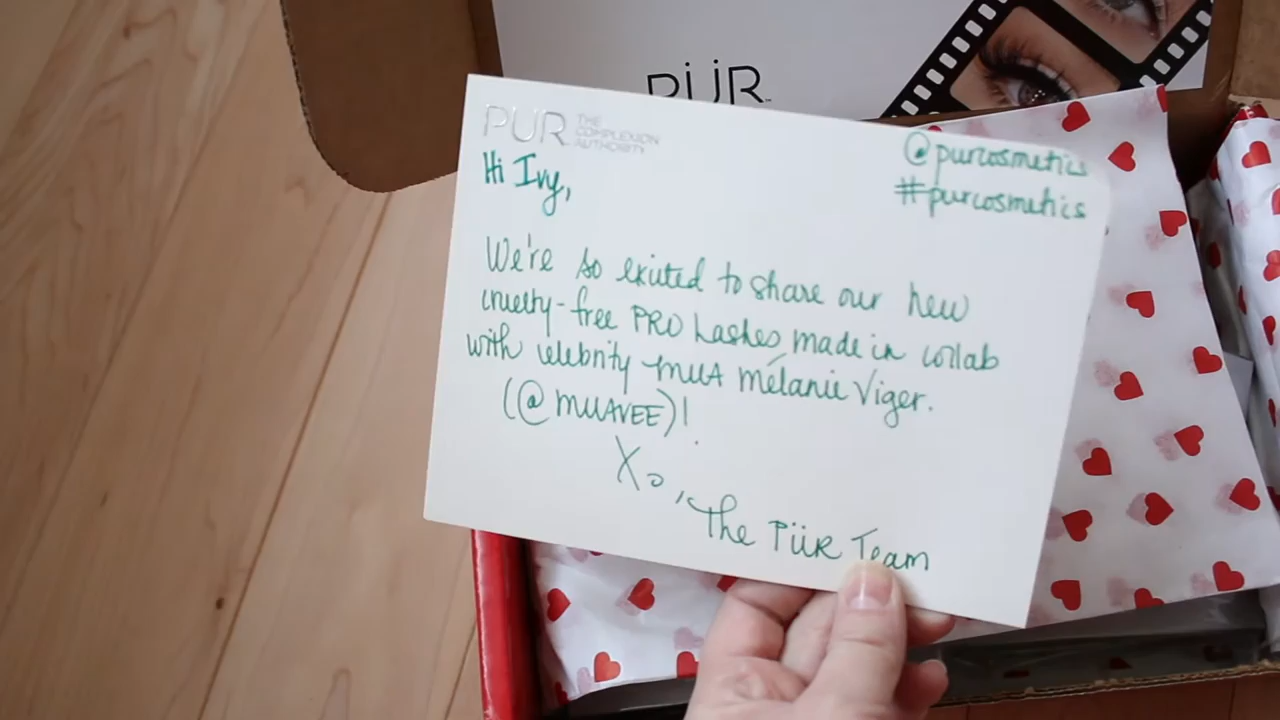 PÜR
PUR THE COMPLEXION AUTHORITY
@purcosmetics
#purcosmetics
Hi Ivy,
We're so excited to share our new
cruelty-free PRO Lashes made in collab
with celebrity MUA Mélanie Viger.
(@MUAVEE)!
Xo,
The PÜR Team